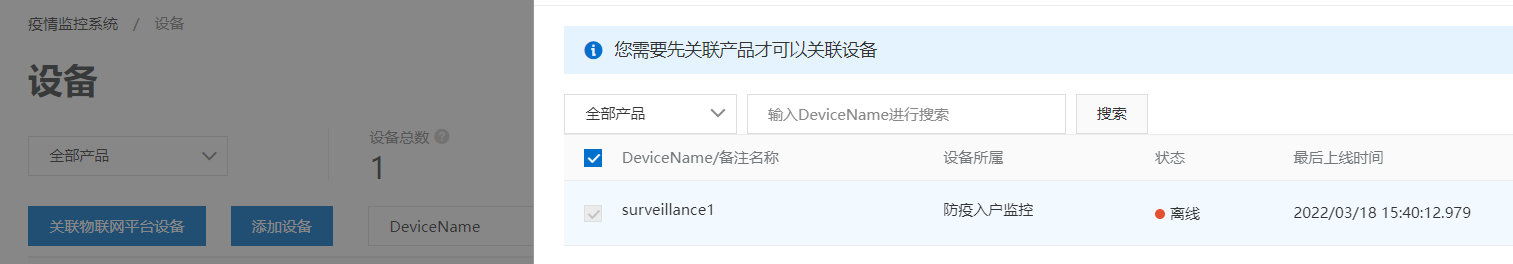 疫情监控系统 / 设备
设备
全部产品
设备总数
1
关联物联网平台设备
添加设备
DeviceName
您需要先关联产品才可以关联设备
全部产品
输入DeviceName进行搜索
搜索
DeviceName/备注名称 设备所属 状态 最后上线时间
surveillance1 防疫入户监控 离线 2022/03/18 15:40:12.979